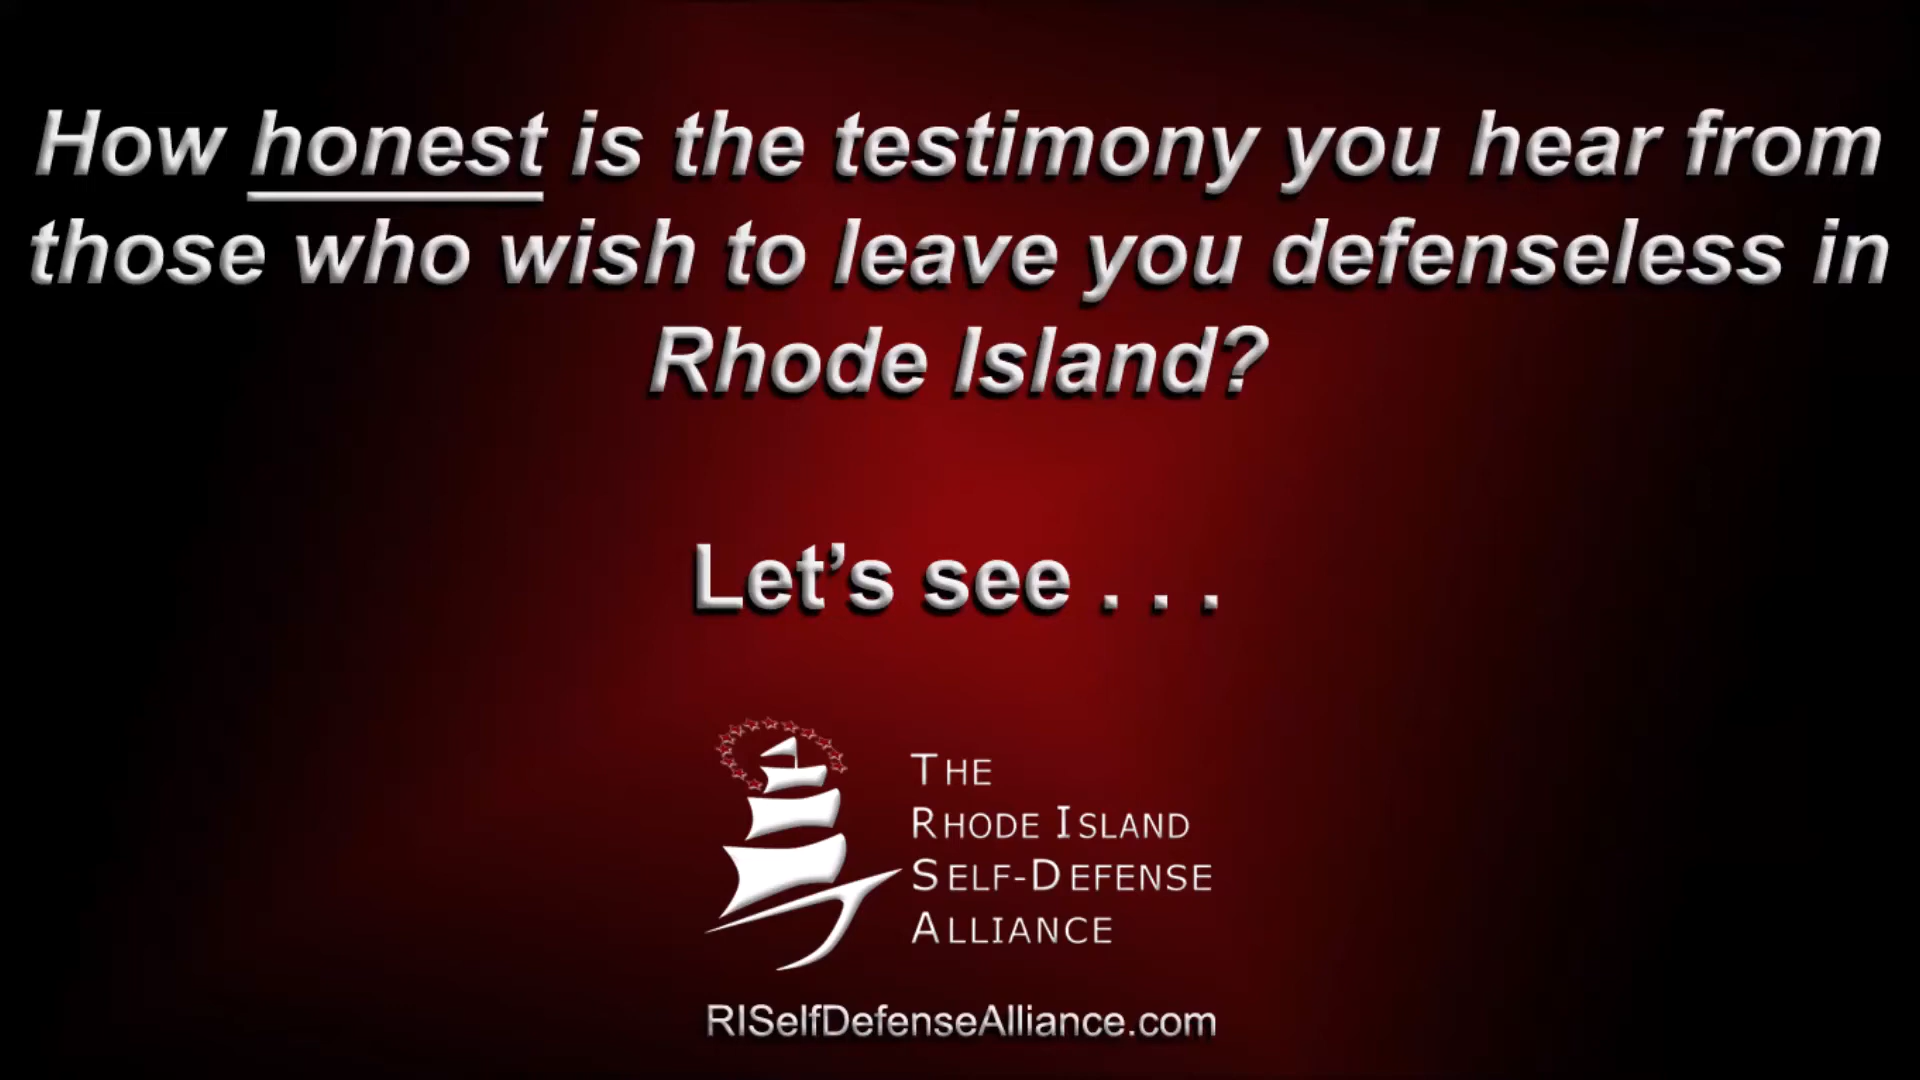 How honest is the testimony you hear from
those who wish to leave you defenseless in
Rhode Island?
Let’s see . . .
THE
RHODE ISLAND
SELF-DEFENSE
ALLIANCE
RISelfDefenseAlliance.com